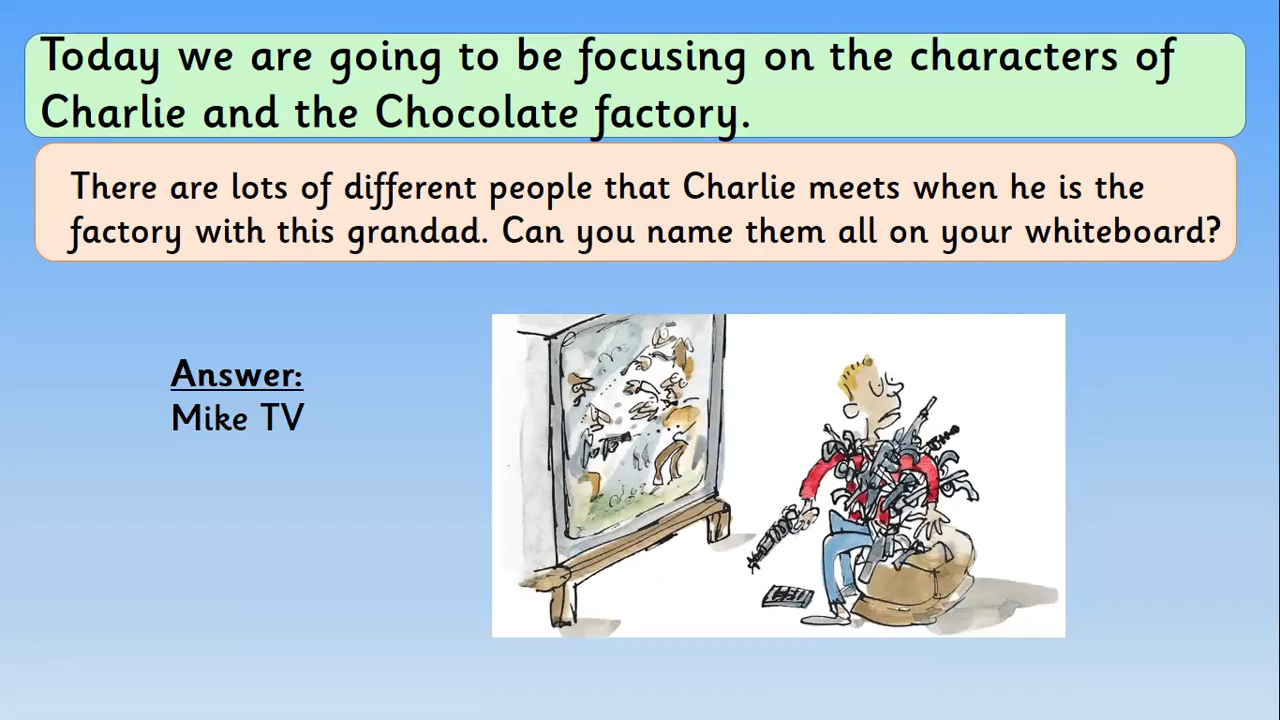 Today we are going to be focusing on the characters of
Charlie and the Chocolate factory.
There are lots of different people that Charlie meets when he is the
factory with this grandad. Can you name them all on your whiteboard?
Answer:
Mike TV